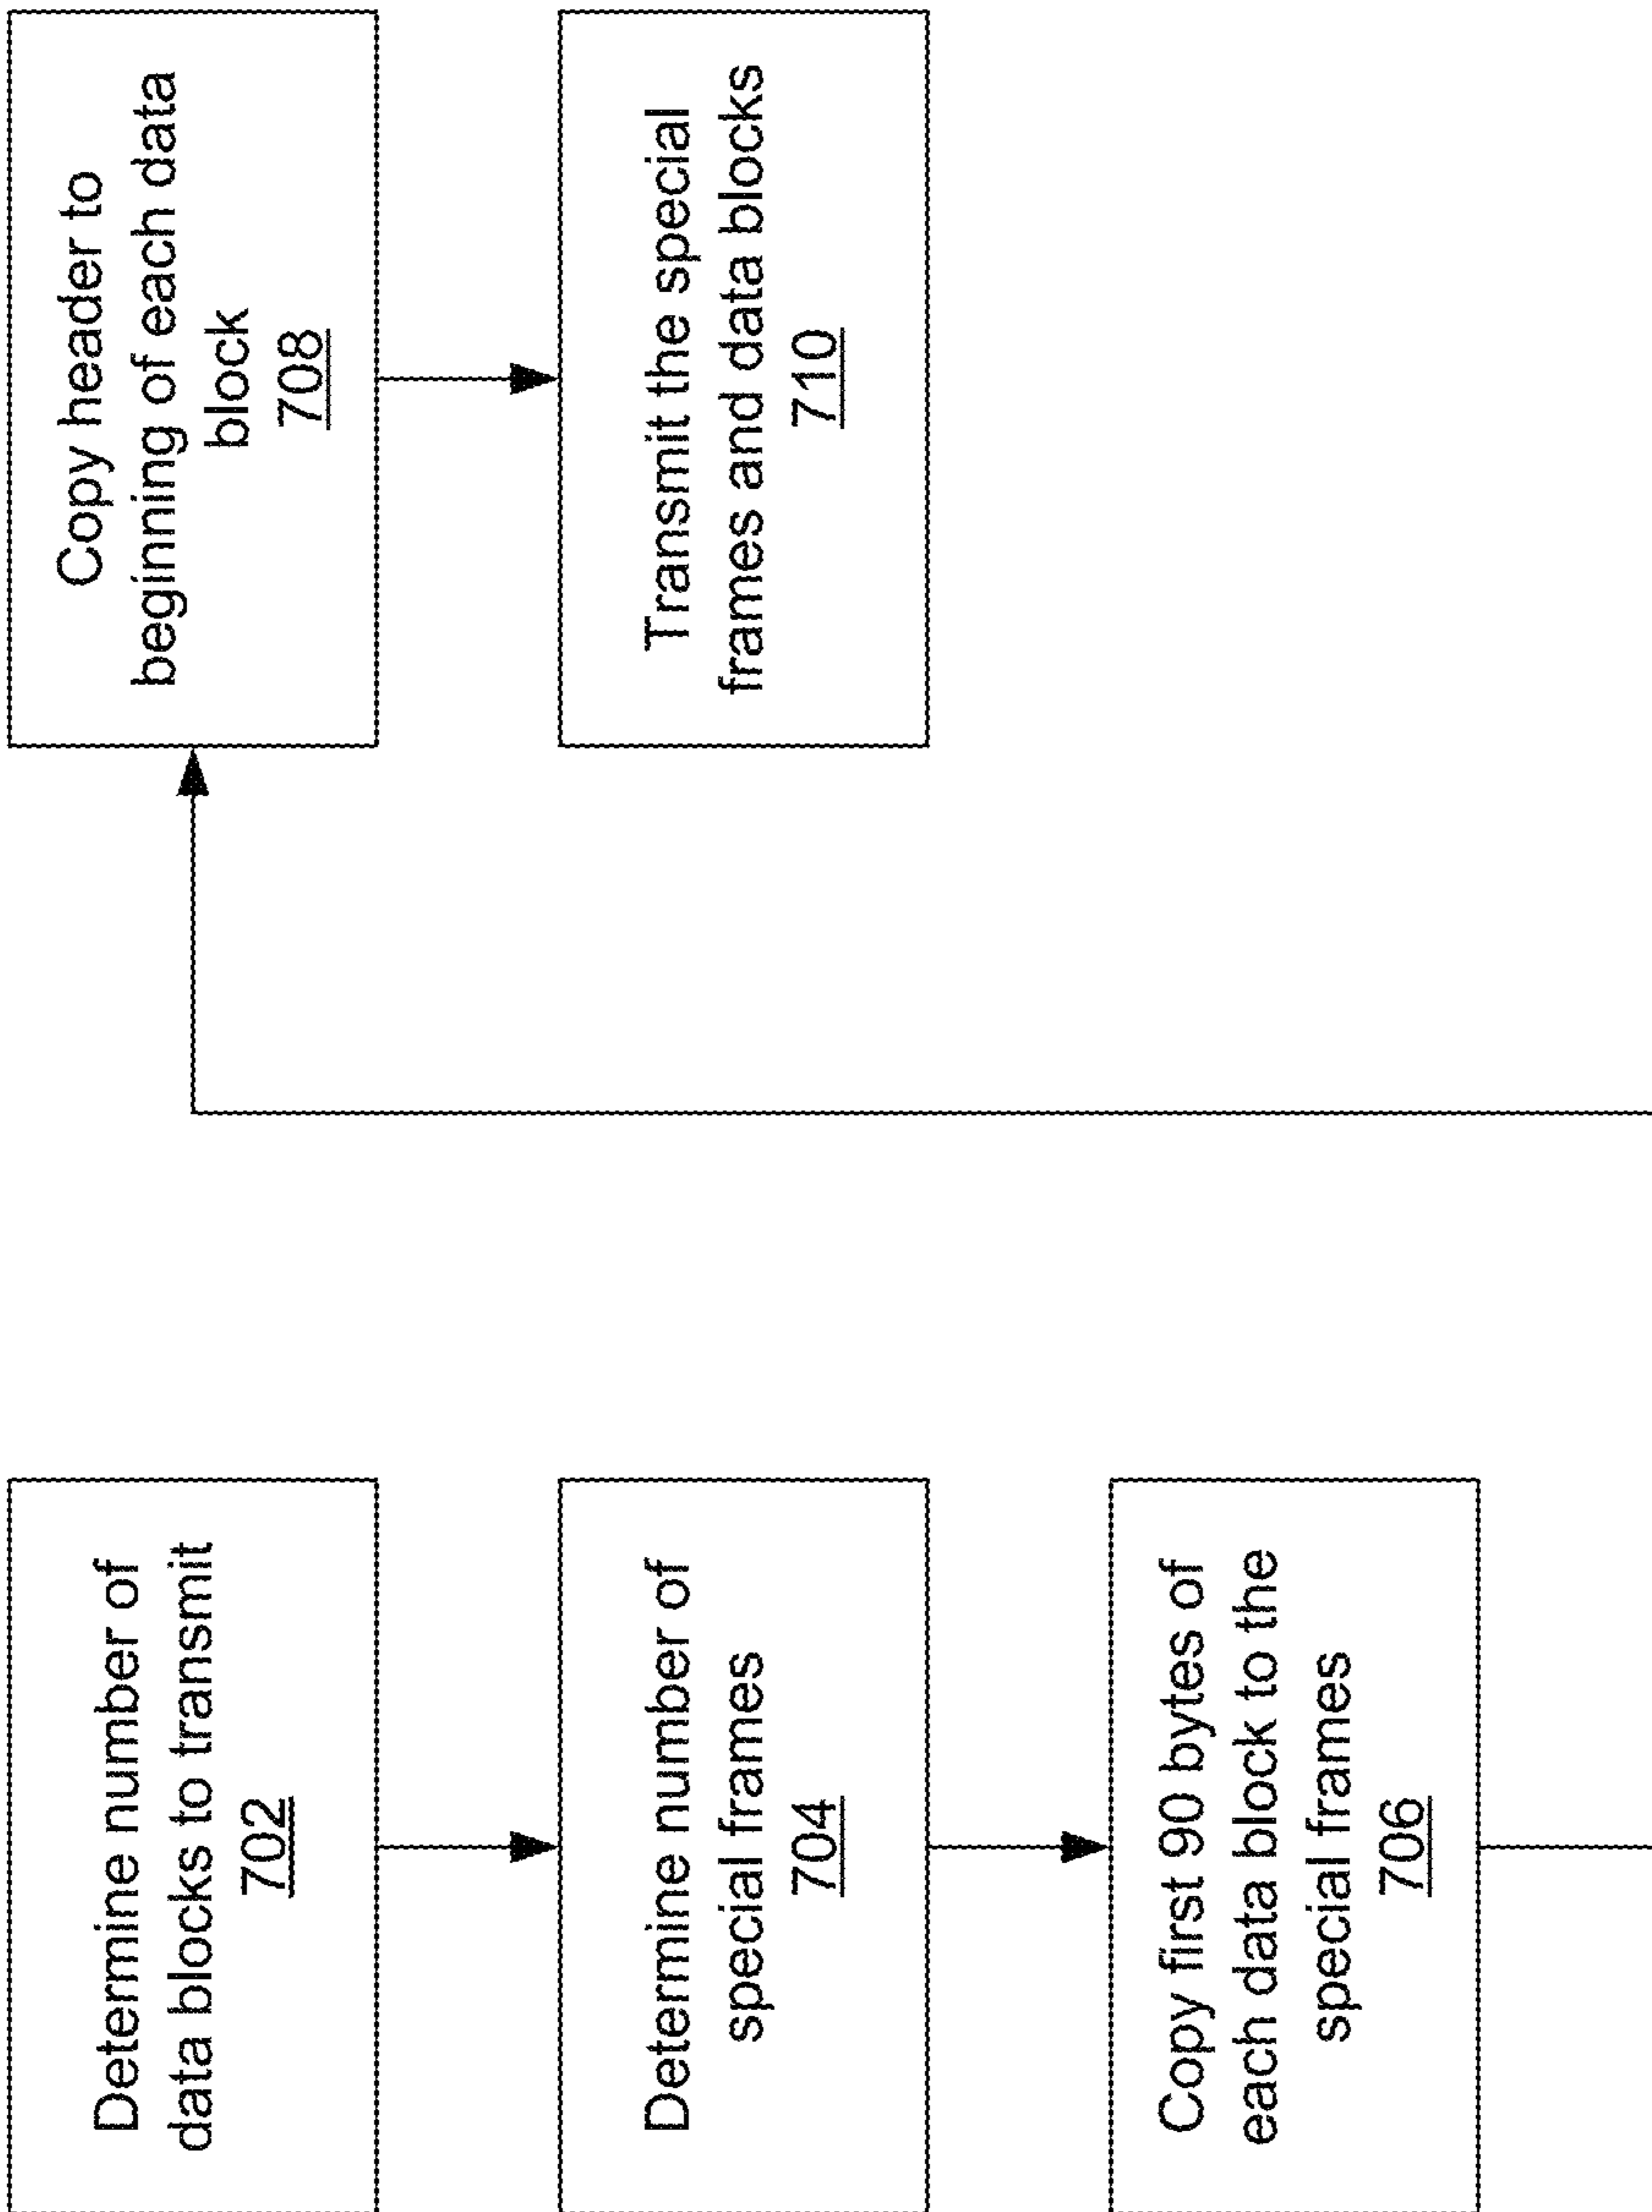 Determine number of
data blocks to transmit
702
Determine number of
special frames
704
Copy first 90 bytes of
each data block to the
special frames
706
Copy header to
beginning of each data
block
708
Transmit the special
frames and data blocks
710